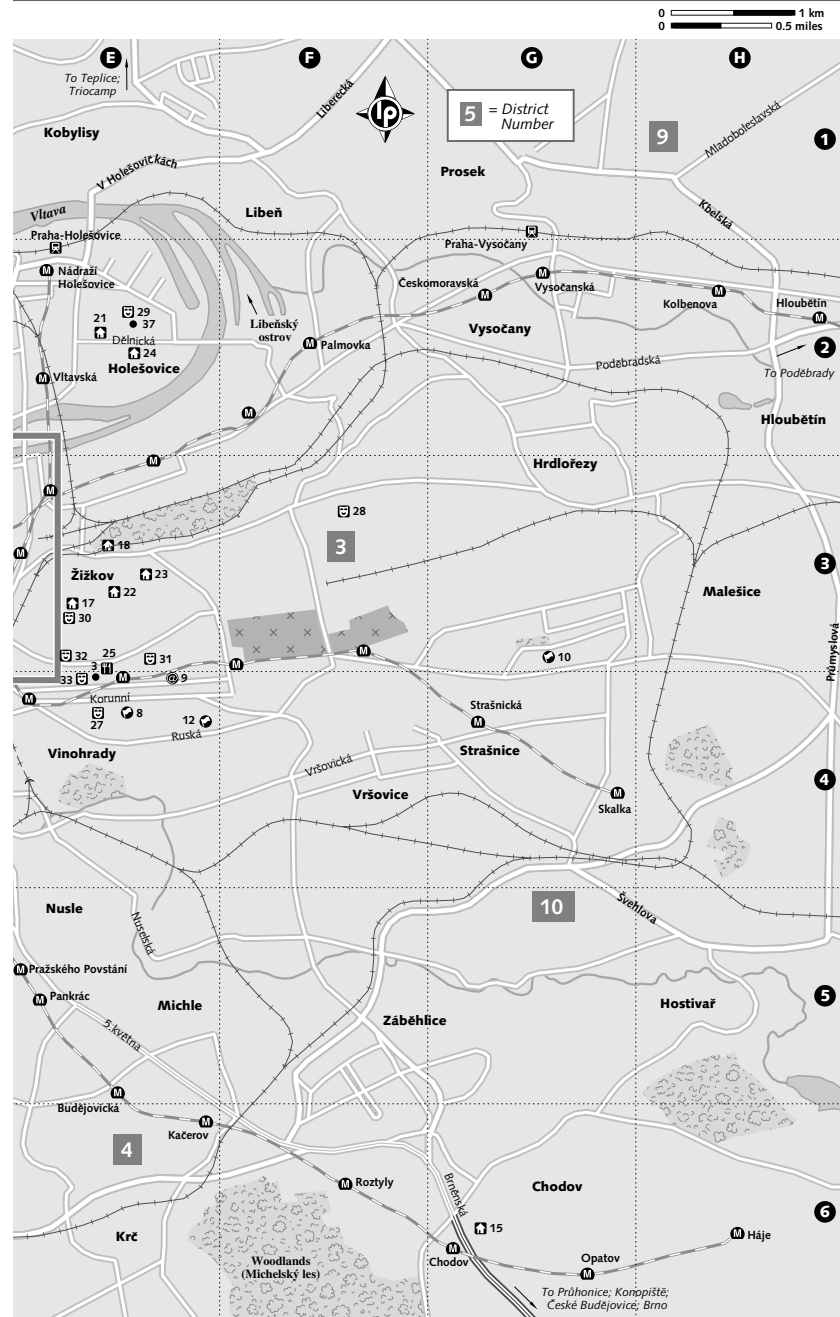 0 1 km
0 0.5 miles
E
F
G
H
To Teplice;
Triocamp
Liberecká
lp
5 = District
Number
9
Mladoboleslavská
1
Kobylisy
V Holešovičkách
Prosek
Kbelská
Vltava
Libeň
Praha-Holešovice
Praha-Vysočany
M Nádraží
Holešovice
Českomoravská
M
M
Vysočanská
M
Kolbenova
Hloubětín
M
29
37
21
Dělnická
24
Holešovice
Libeňský
ostrov
M Palmovka
Vysočany
Poděbradská
2
To Poděbrady
M Vltavská
M
Hloubětín
M
Hrdlořezy
M
28
3
M
18
Žižkov
23
22
17
30
Malešice
3
Průmyslová
32
25
31
3
33
M
@ 9
M
M
10
M
Korunní
27
8
12
Ruská
Strašnická
M
Vinohrady
Vršovická
Strašnice
Vršovice
M
Skalka
4
Nusle
10
Švehlova
Nuselská
M Pražského Povstání
M
Pankrác
Michle
Záběhlice
Hostivař
5
5.května
M
Budějovická
Kačerov
M
4
M Roztyly
Brněnská
Chodov
15
6
Krč
Woodlands
(Michelský les)
M
Chodov
Opatov
M
M Háje
To Průhonice; Konopiště;
České Budějovice; Brno